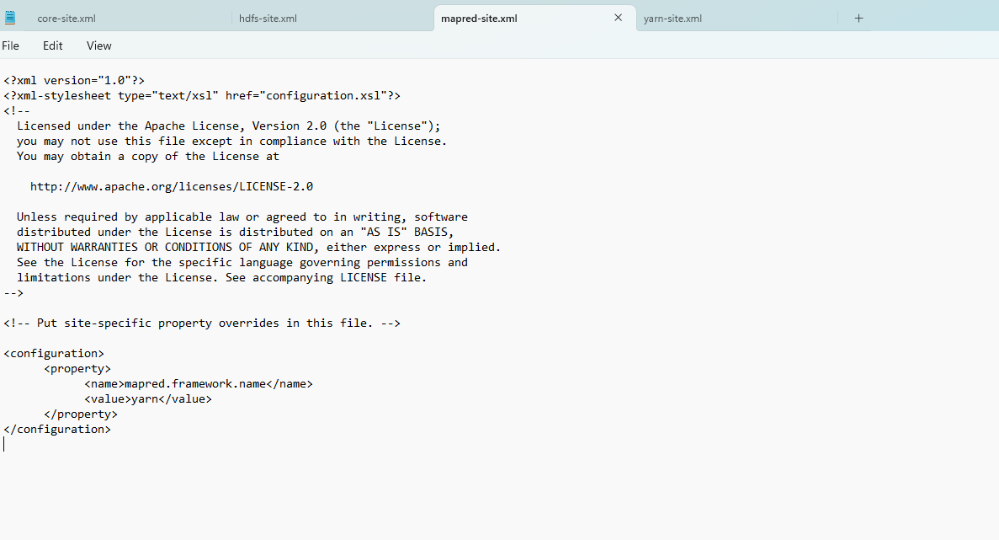 core-site.xml
hdfs-site.xml
mapred-site.xml
yarn-site.xml
File
Edit
View
<?xml version="1.0"?>
<?xml-stylesheet type="text/xsl" href="configuration.xsl"?>
<!--
  Licensed under the Apache License, Version 2.0 (the "License");
  you may not use this file except in compliance with the License.
  You may obtain a copy of the License at

    http://www.apache.org/licenses/LICENSE-2.0

  Unless required by applicable law or agreed to in writing, software
  distributed under the License is distributed on an "AS IS" BASIS,
  WITHOUT WARRANTIES OR CONDITIONS OF ANY KIND, either express or implied.
  See the License for the specific language governing permissions and
  limitations under the License. See accompanying LICENSE file.
-->

<!-- Put site-specific property overrides in this file. -->

<configuration>
      <property>
            <name>mapred.framework.name</name>
            <value>yarn</value>
      </property>
</configuration>